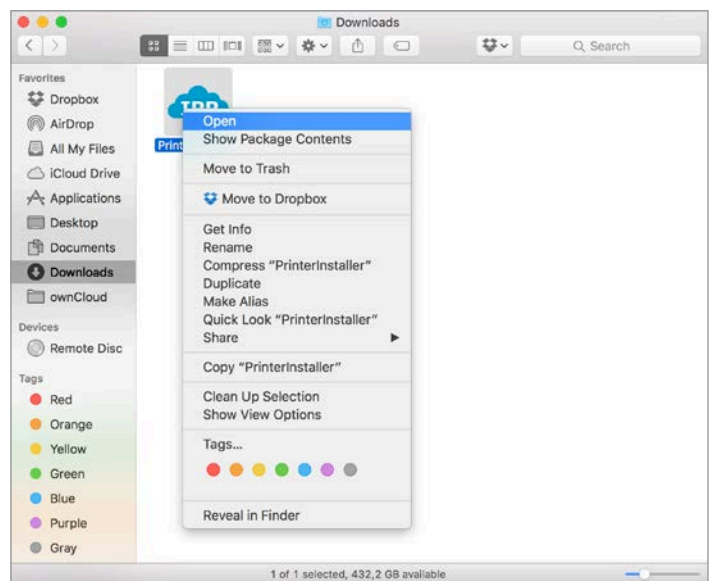 Downloads
Search
Favorites
Dropbox
AirDrop
All My Files
iCloud Drive
Applications
Desktop
Documents
Downloads
ownCloud
Devices
Remote Disc
Tags
Red
Orange
Yellow
Green
Blue
Purple
Gray
IPP
Print
Open
Show Package Contents
Move to Trash
Move to Dropbox
Get Info
Rename
Compress “PrinterInstaller”
Duplicate
Make Alias
Quick Look “PrinterInstaller”
Share
Copy “PrinterInstaller”
Clean Up Selection
Show View Options
Tags...
Reveal in Finder
1 of 1 selected, 432,2 GB available